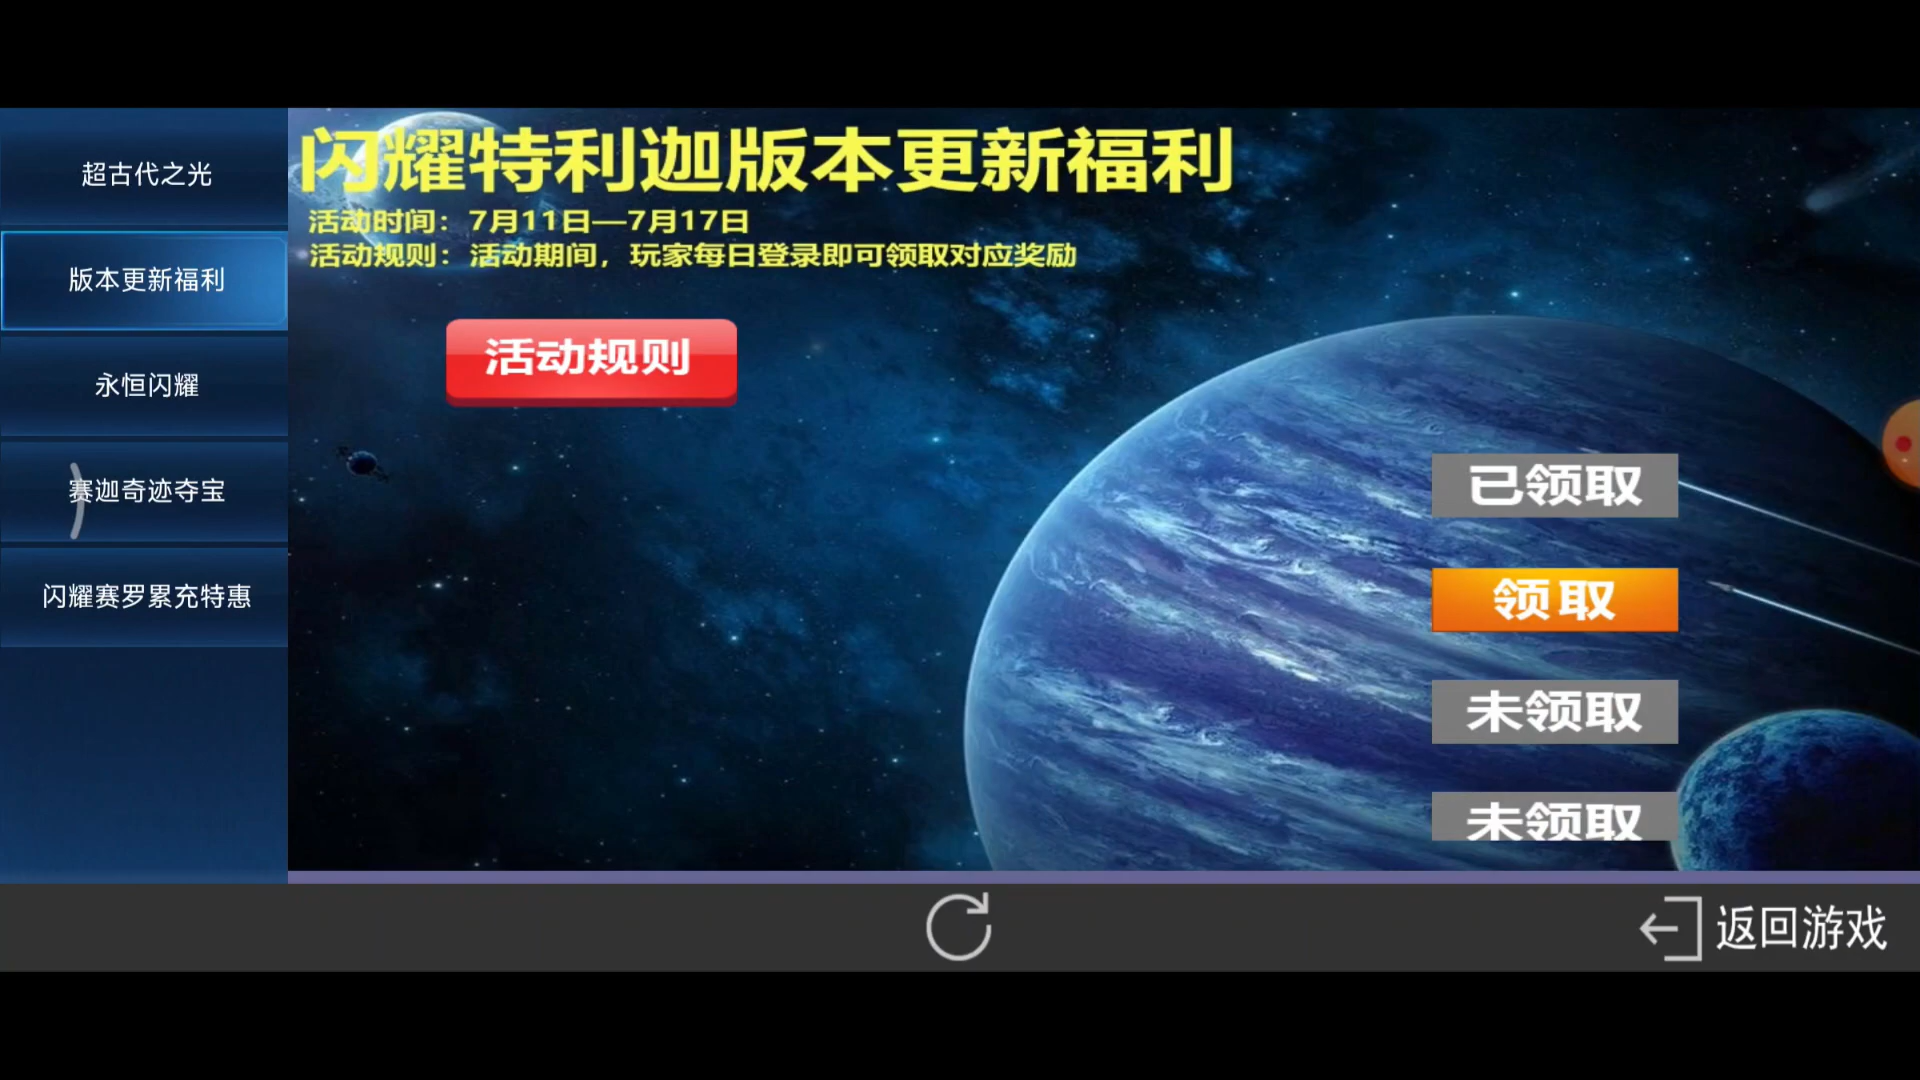 超古代之光
版本更新福利
永恒闪耀
赛迦奇迹夺宝
闪耀赛罗累充特惠
闪耀特利迦版本更新福利
活动时间：7月11日—7月17日
活动规则：活动期间，玩家每日登录即可领取对应奖励
活动规则
已领取
领取
未领取
未领取
返回游戏